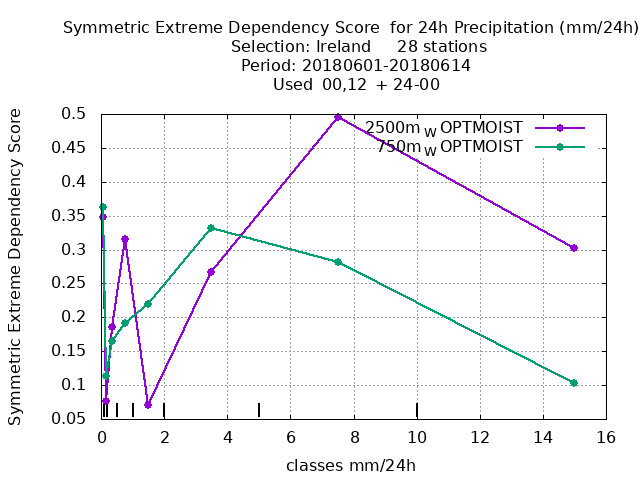 Symmetric Extreme Dependency Score  for 24h Precipitation (mm/24h)
Selection: Ireland     28 stations
Period: 20180601-20180614
Used  00,12  + 24-00
Symmetric Extreme Dependency Score
0.5
0.45
0.4
0.35
0.3
0.25
0.2
0.15
0.1
0.05
2500m_W OPTMOIST
750m_W OPTMOIST
0 2 4 6 8 10 12 14 16
classes mm/24h